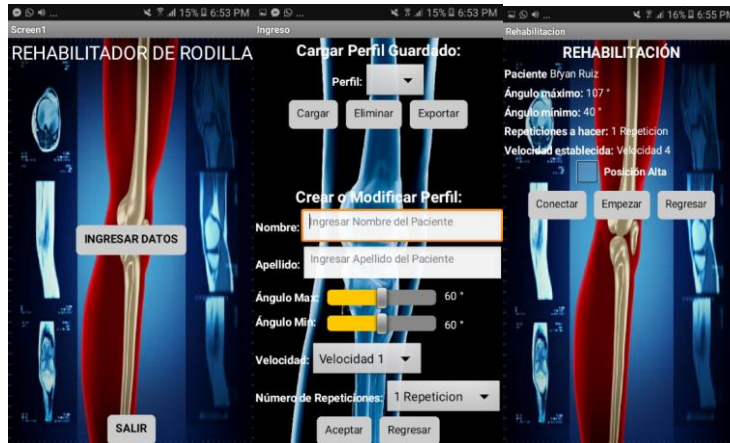 15% 6:53 PM
Screen1
REHABILITADOR DE RODILLA
INGRESAR DATOS
SALIR
... 15% 6:53 PM
Ingreso
Cargar Perfil Guardado:
Perfil:
Cargar Eliminar Exportar
Crear o Modificar Perfil:
Nombre: Ingresar Nombre del Paciente
Apellido: Ingresar Apellido del Paciente
Ángulo Max: 60 °
Ángulo Min: 60 °
Velocidad: Velocidad 1
Número de Repeticiones: 1 Repeticion
Aceptar Regresar
... 16% 6:55 PM
Rehabilitacion
REHABILITACIÓN
Paciente Bryan Ruiz
Ángulo máximo: 107 °
Ángulo mínimo: 40 °
Repeticiones a hacer: 1 Repeticion
Velocidad establecida: Velocidad 4
Posición Alta
Conectar Empezar Regresar